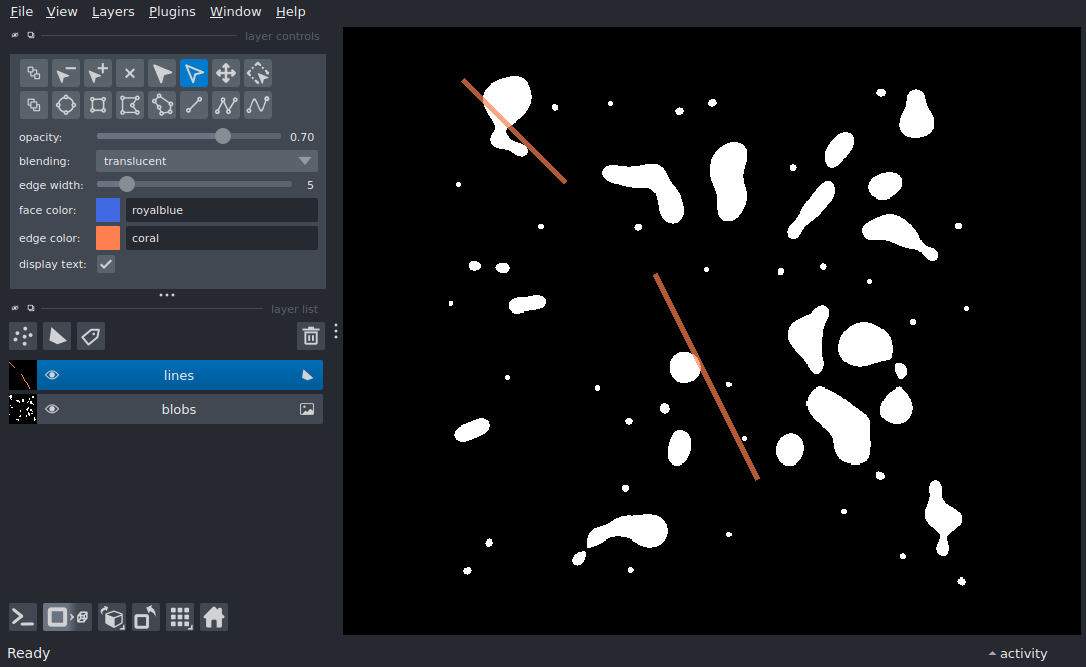 File View Layers Plugins Window Help
layer controls
opacity: 0.70
blending: translucent
edge width: 5
face color: royalblue
edge color: coral
display text:
layer list
lines
blobs
Ready
activity